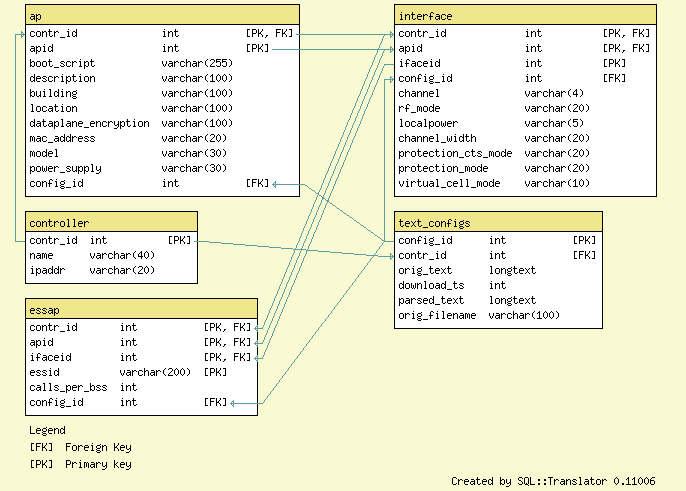 ap
contr_id int [PK, FK]
apid int [PK]
boot_script varchar(255)
description varchar(100)
building varchar(100)
location varchar(100)
dataplane_encryption varchar(100)
mac_address varchar(20)
model varchar(30)
power_supply varchar(30)
config_id int [FK]
interface
contr_id int [PK, FK]
apid int [PK, FK]
ifaceid int [PK]
config_id int [FK]
channel varchar(4)
rf_mode varchar(20)
localpower varchar(5)
channel_width varchar(20)
protection_cts_mode varchar(20)
protection_mode varchar(20)
virtual_cell_mode varchar(10)
controller
contr_id int [PK]
name varchar(40)
ipaddr varchar(20)
text_configs
config_id int [PK]
contr_id int [FK]
orig_text longtext
download_ts int
parsed_text longtext
orig_filename varchar(100)
essap
contr_id int [PK, FK]
apid int [PK, FK]
ifaceid int [PK, FK]
essid varchar(200) [PK]
calls_per_bss int
config_id int [FK]
Legend
[FK] Foreign Key
[PK] Primary key
Created by SQL::Translator 0.11006